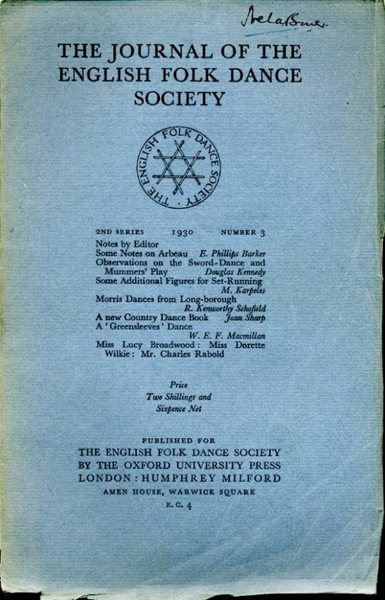 THE JOURNAL OF THE
ENGLISH FOLK DANCE
SOCIETY
THE ENGLISH FOLK DANCE SOCIETY
2ND SERIES 1930 NUMBER 3
Notes by Editor
Some Notes on Arbeau E. Phillips Barker
Observations on the Sword-Dance and
Mummers' Play Douglas Kennedy
Some Additional Figures for Set-Running
M. Karpeles
Morris Dances from Long-borough
R. Kenworthy Schofield
A new Country Dance Book Joan Sharp
A 'Greensleeves' Dance
W. E. F. Macmillan
Miss Lucy Broadwood: Miss Dorette
Wilkie: Mr. Charles Rabold
Price
Two Shillings and
Sixpence Net
PUBLISHED FOR
THE ENGLISH FOLK DANCE SOCIETY
BY THE OXFORD UNIVERSITY PRESS
LONDON: HUMPHREY MILFORD
AMEN HOUSE, WARWICK SQUARE
E.C. 4